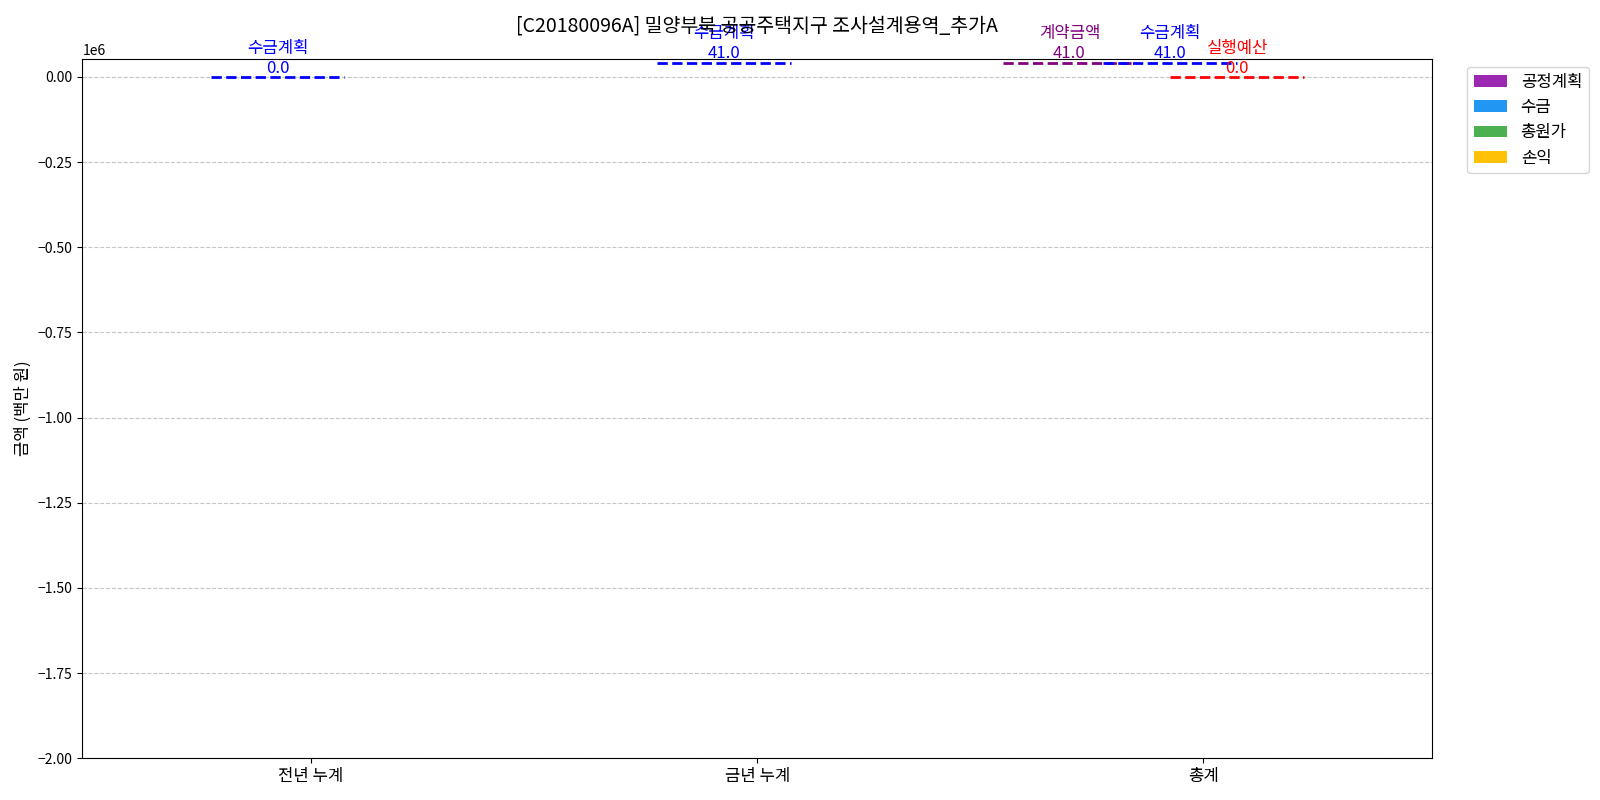 [C20180096A] 밀양부북 공공주택지구 조사설계용역_추가A
1e6
수금계획
0.0
수금계획
41.0
계약금액
41.0
수금계획
41.0
실행예산
0.0
공정계획
수금
총원가
손익
0.00
−0.25
−0.50
−0.75
−1.00
−1.25
−1.50
−1.75
−2.00
금액 (백만 원)
전년 누계
금년 누계
총계